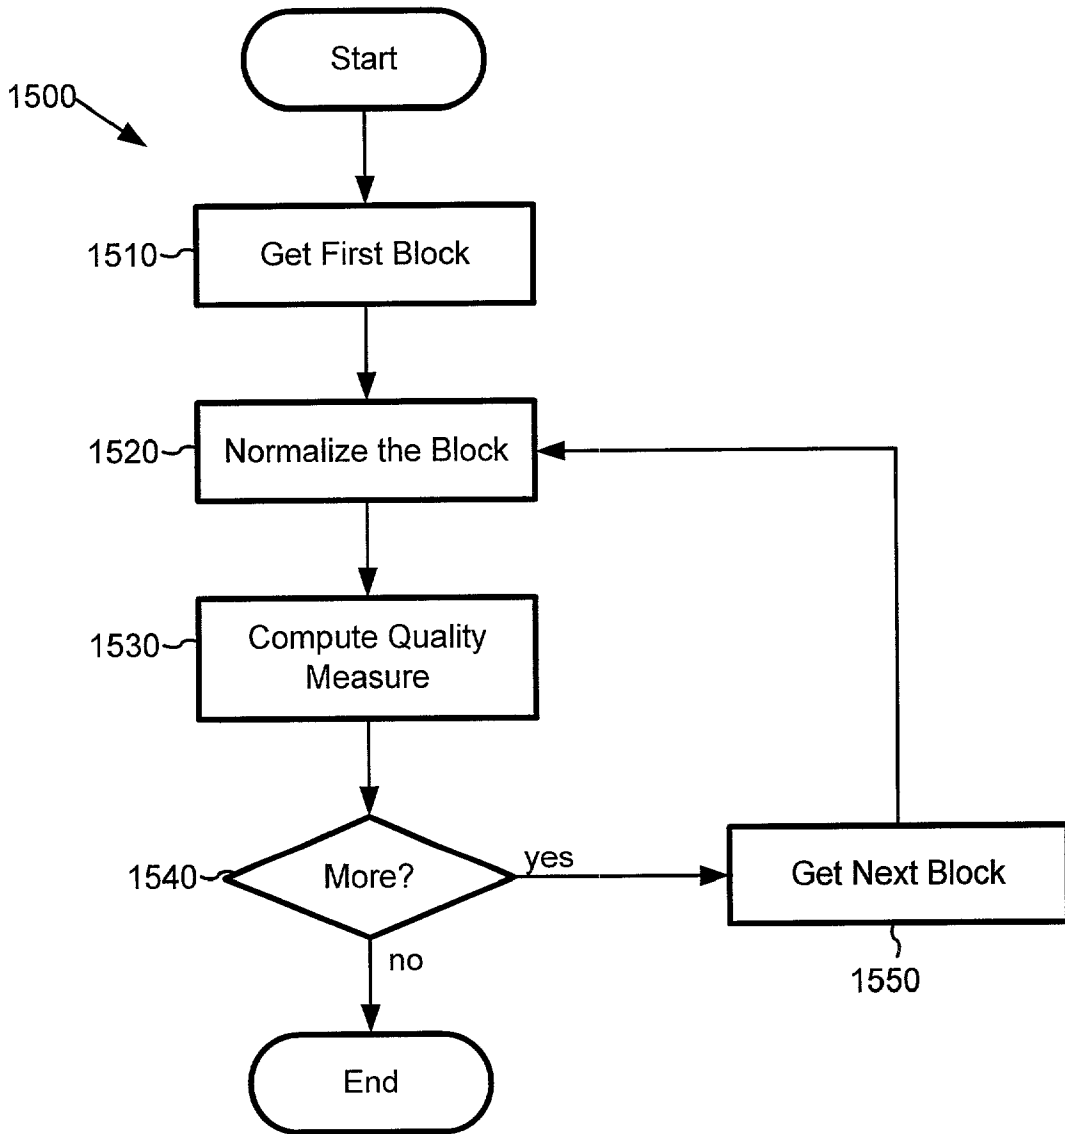 Start
1500
1510
Get First Block
1520
Normalize the Block
1530
Compute Quality
Measure
1540
More?
yes
Get Next Block
no
1550
End